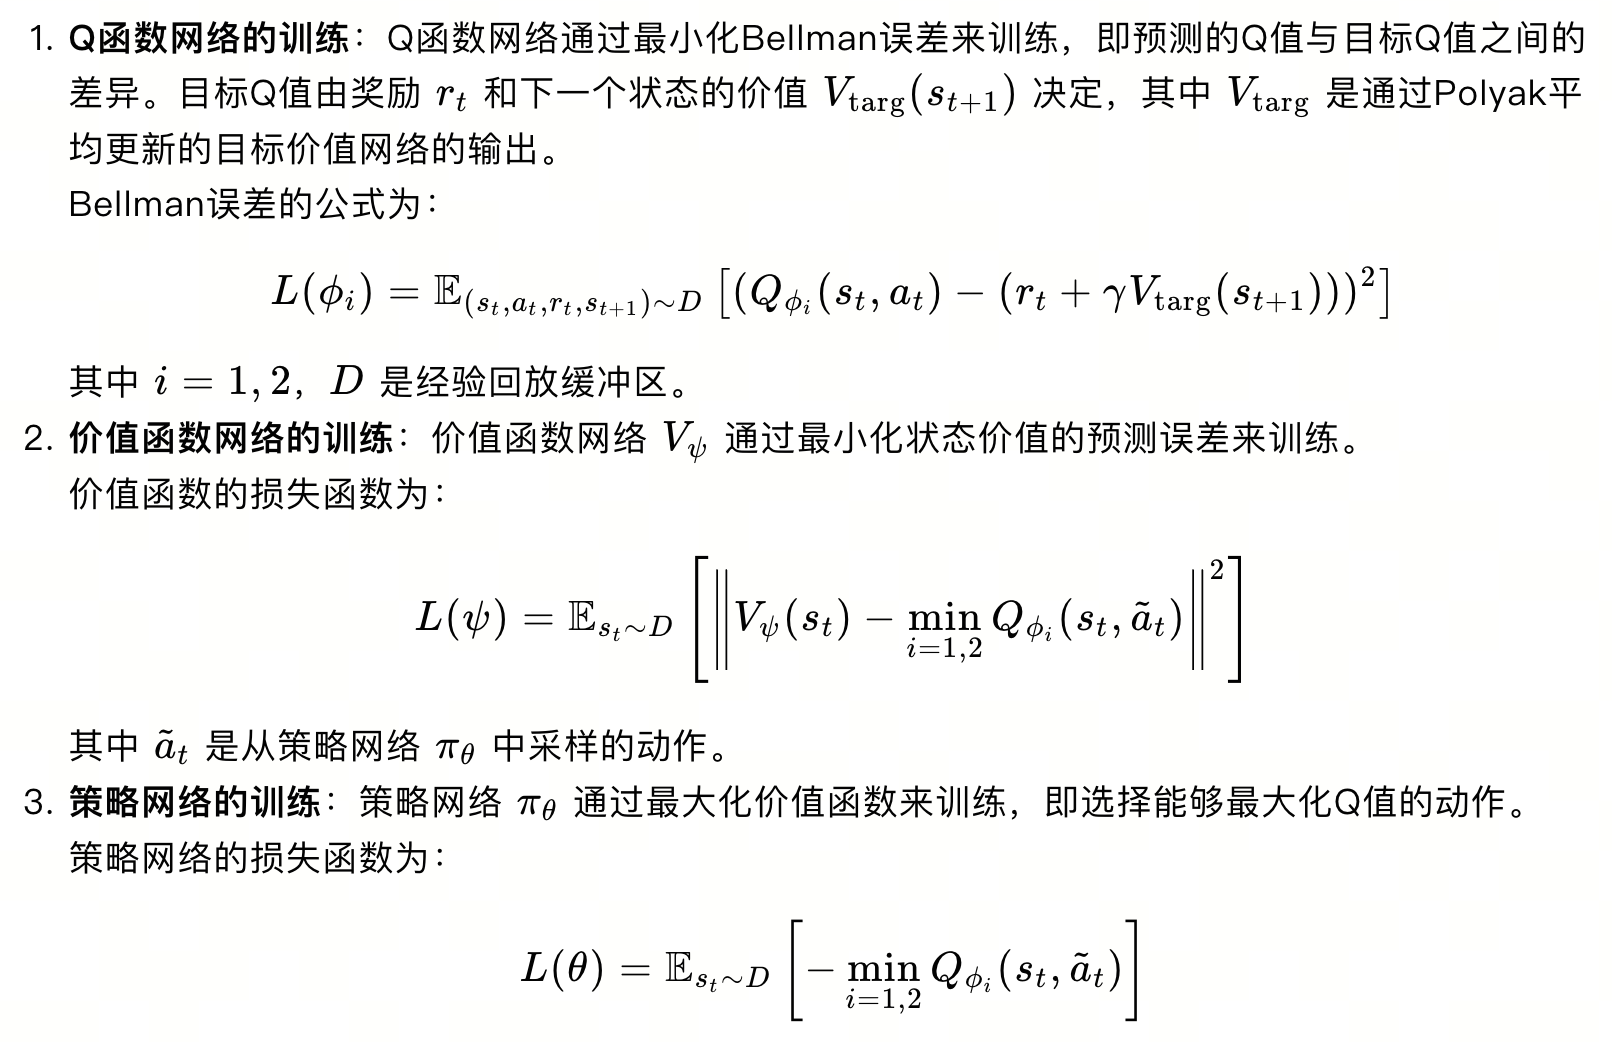 1. Q函数网络的训练：Q函数网络通过最小化Bellman误差来训练，即预测的Q值与目标Q值之间的
差异。目标Q值由奖励 $r_t$ 和下一个状态的价值 $V_{\text{targ}}(s_{t+1})$ 决定，其中 $V_{\text{targ}}$ 是通过Polyak平
均更新的目标价值网络的输出。
Bellman误差的公式为：
$L(\phi_i) = \mathbb{E}_{(s_t,a_t,r_t,s_{t+1})\sim D}\left[(Q_{\phi_i}(s_t,a_t) - (r_t + \gamma V_{\text{targ}}(s_{t+1})))^2\right]$
其中 $i = 1, 2$，$D$ 是经验回放缓冲区。
2. 价值函数网络的训练：价值函数网络 $V_\psi$ 通过最小化状态价值的预测误差来训练。
价值函数的损失函数为：
$L(\psi) = \mathbb{E}_{s_t\sim D}\left[\left\|V_\psi(s_t) - \min_{i=1,2} Q_{\phi_i}(s_t,\tilde{a}_t)\right\|^2\right]$
其中 $\tilde{a}_t$ 是从策略网络 $\pi_\theta$ 中采样的动作。
3. 策略网络的训练：策略网络 $\pi_\theta$ 通过最大化价值函数来训练，即选择能够最大化Q值的动作。
策略网络的损失函数为：
$L(\theta) = \mathbb{E}_{s_t\sim D}\left[-\min_{i=1,2} Q_{\phi_i}(s_t,\tilde{a}_t)\right]$